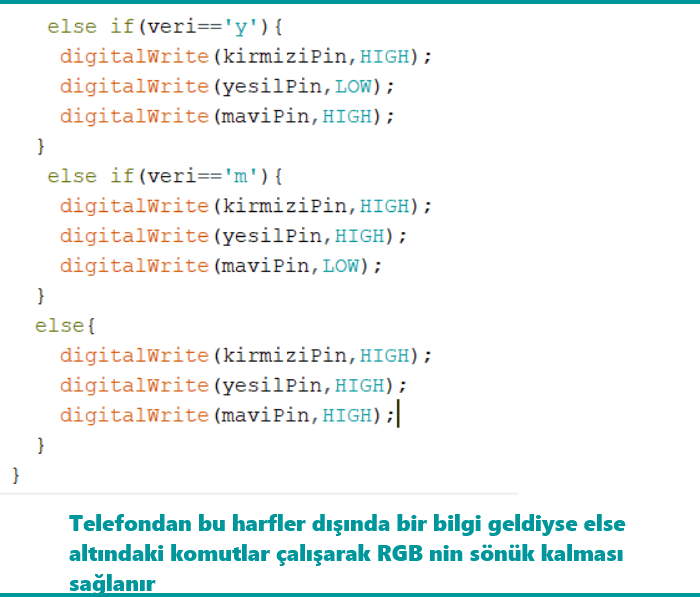 else if(veri=='y'){
digitalWrite(kirmiziPin,HIGH);
digitalWrite(yesilPin,LOW);
digitalWrite(maviPin,HIGH);
}
else if(veri=='m'){
digitalWrite(kirmiziPin,HIGH);
digitalWrite(yesilPin,HIGH);
digitalWrite(maviPin,LOW);
}
else{
digitalWrite(kirmiziPin,HIGH);
digitalWrite(yesilPin,HIGH);
digitalWrite(maviPin,HIGH);
}
}
Telefondan bu harfler dışında bir bilgi geldiyse else
altındaki komutlar çalışarak RGB nin sönük kalması
sağlanır